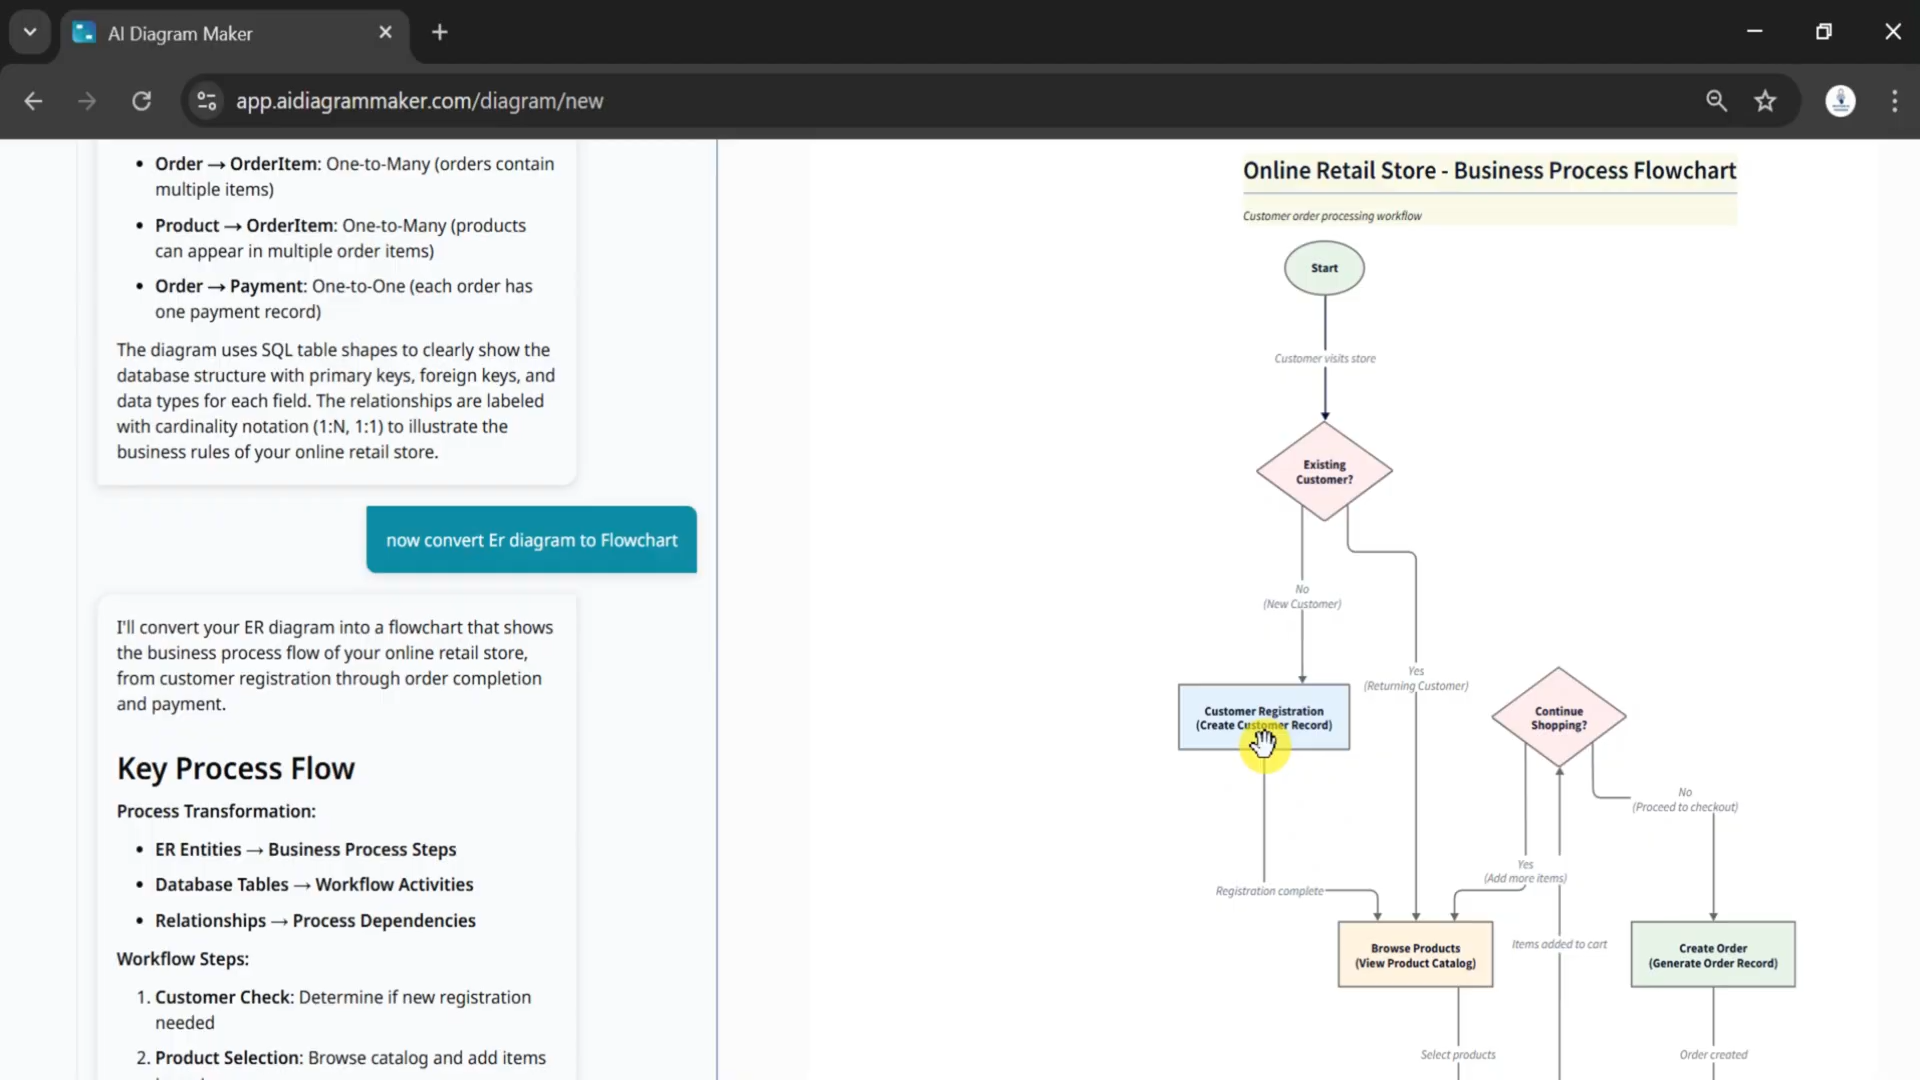 AI Diagram Maker
app.aidiagrammaker.com/diagram/new
• Order → OrderItem: One-to-Many (orders contain
multiple items)
• Product → OrderItem: One-to-Many (products
can appear in multiple order items)
• Order → Payment: One-to-One (each order has
one payment record)
The diagram uses SQL table shapes to clearly show the
database structure with primary keys, foreign keys, and
data types for each field. The relationships are labeled
with cardinality notation (1:N, 1:1) to illustrate the
business rules of your online retail store.
now convert Er diagram to Flowchart
I'll convert your ER diagram into a flowchart that shows
the business process flow of your online retail store,
from customer registration through order completion
and payment.
Key Process Flow
Process Transformation:
• ER Entities → Business Process Steps
• Database Tables → Workflow Activities
• Relationships → Process Dependencies
Workflow Steps:
1. Customer Check: Determine if new registration
needed
2. Product Selection: Browse catalog and add items
Online Retail Store - Business Process Flowchart
Customer order processing workflow
Start
Customer visits store
Existing
Customer?
No
(New Customer)
Yes
(Returning Customer)
Customer Registration
(Create Customer Record)
Continue
Shopping?
No
(Proceed to checkout)
Yes
(Add more items)
Registration complete
Browse Products
(View Product Catalog)
Items added to cart
Create Order
(Generate Order Record)
Select products
Order created